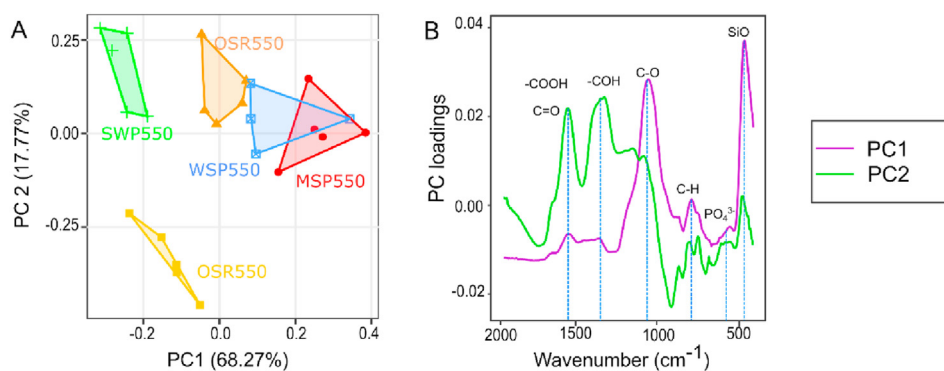 A
PC 2 (17.77%)
0.25
0.00
-0.25
-0.2
0.0
0.2
0.4
PC1 (68.27%)
SWP550
OSR550
WSP550
MSP550
OSR550
B
PC loadings
0.04
0.02
0.00
-0.01
-0.02
2000
1500
1000
500
Wavenumber (cm⁻¹)
-COOH
C=O
-COH
C-O
C-H
PO₄³⁻
SiO
PC1
PC2